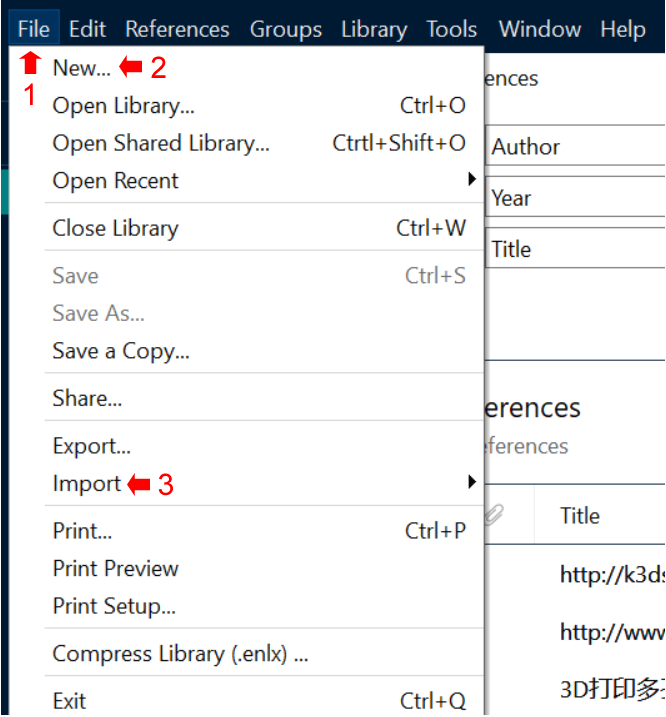 File Edit References Groups Library Tools Window Help
1
New... 2
ences
Open Library... Ctrl+O
Open Shared Library... Ctrtl+Shift+O
Author
Open Recent
Year
Close Library Ctrl+W
Title
Save Ctrl+S
Save As...
Save a Copy...
Share...
erences
Export...
ferences
Import 3
Title
Print... Ctrl+P
Print Preview
http://k3ds
Print Setup...
http://www
Compress Library (.enlx) ...
3D打印多
Exit Ctrl+Q